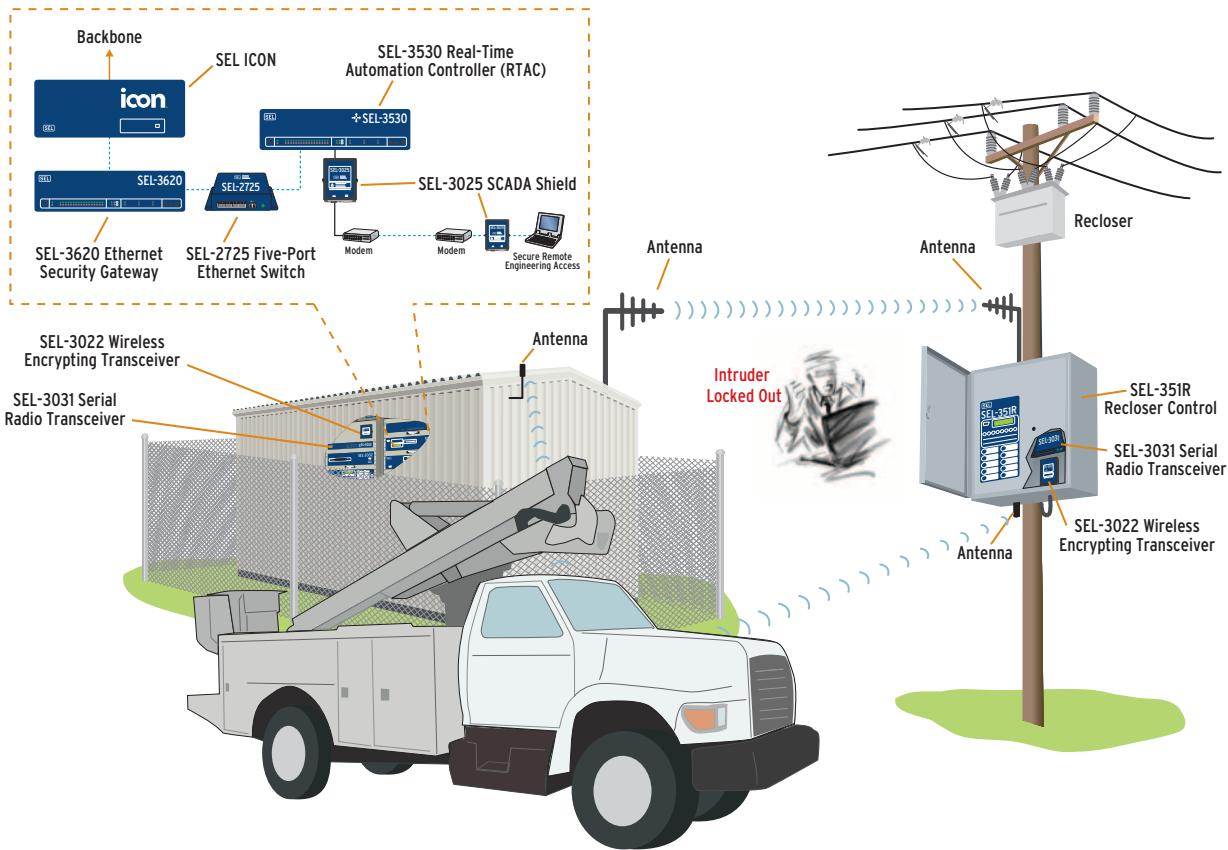 Backbone
SEL ICON
icon
SEL
SEL-3530 Real-Time
Automation Controller (RTAC)
SEL
SEL-3530
SEL
SEL-3620
SEL-2725
SEL-3025
SEL-3025 SCADA Shield
SEL-3620 Ethernet
Security Gateway
SEL-2725 Five-Port
Ethernet Switch
Modem
Modem
Secure Remote
Engineering Access
Recloser
Antenna
Antenna
SEL-3022 Wireless
Encrypting Transceiver
Antenna
SEL-3031 Serial
Radio Transceiver
Intruder
Locked Out
SEL-351R
Recloser Control
SEL
SEL-351R
SEL-3031
SEL-3031 Serial
Radio Transceiver
SEL-3022 Wireless
Encrypting Transceiver
Antenna